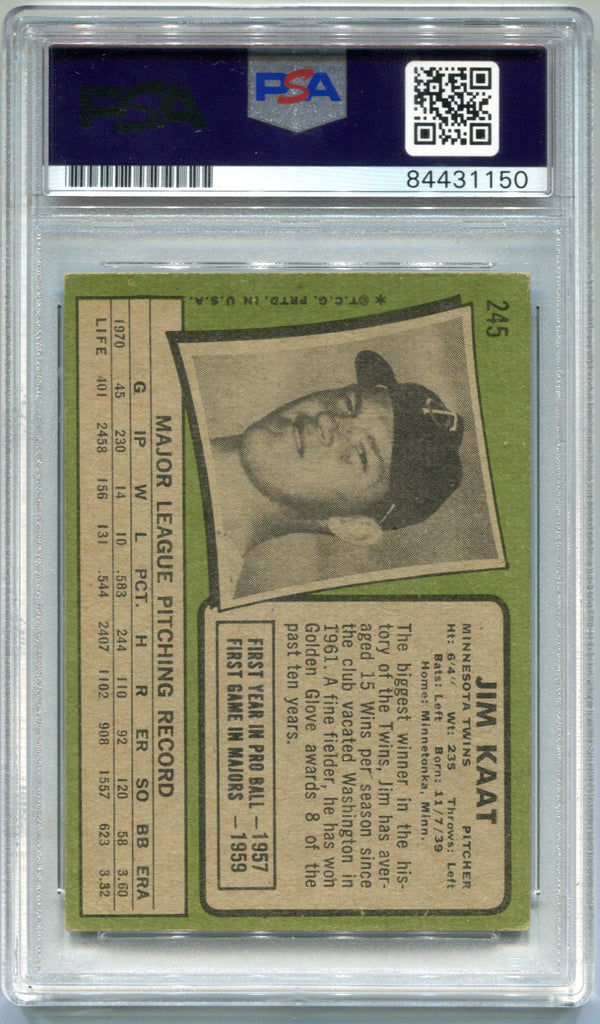 PSA
PSA
84431150
245
*©T.C.G. PRTD. IN U.S.A.
JIM KAAT
MINNESOTA TWINS PITCHER
Ht: 6'4" Wt: 235 Throws: Left
Bats: Left Born: 11/7/39
Home: Minnetonka, Minn.
The biggest winner in the his-
tory of the Twins, Jim has aver-
aged 15 Wins per season since
the club vacated Washington in
1961. A fine fielder, he has won
Golden Glove awards 8 of the
past ten years.
FIRST YEAR IN PRO BALL — 1957
FIRST GAME IN MAJORS — 1959
MAJOR LEAGUE PITCHING RECORD
G IP W L PCT. H R ER SO BB ERA
1970 45 230 14 10 .583 244 110 92 120 58 3.60
LIFE 401 2458 156 131 .544 2407 1102 908 1557 623 3.32